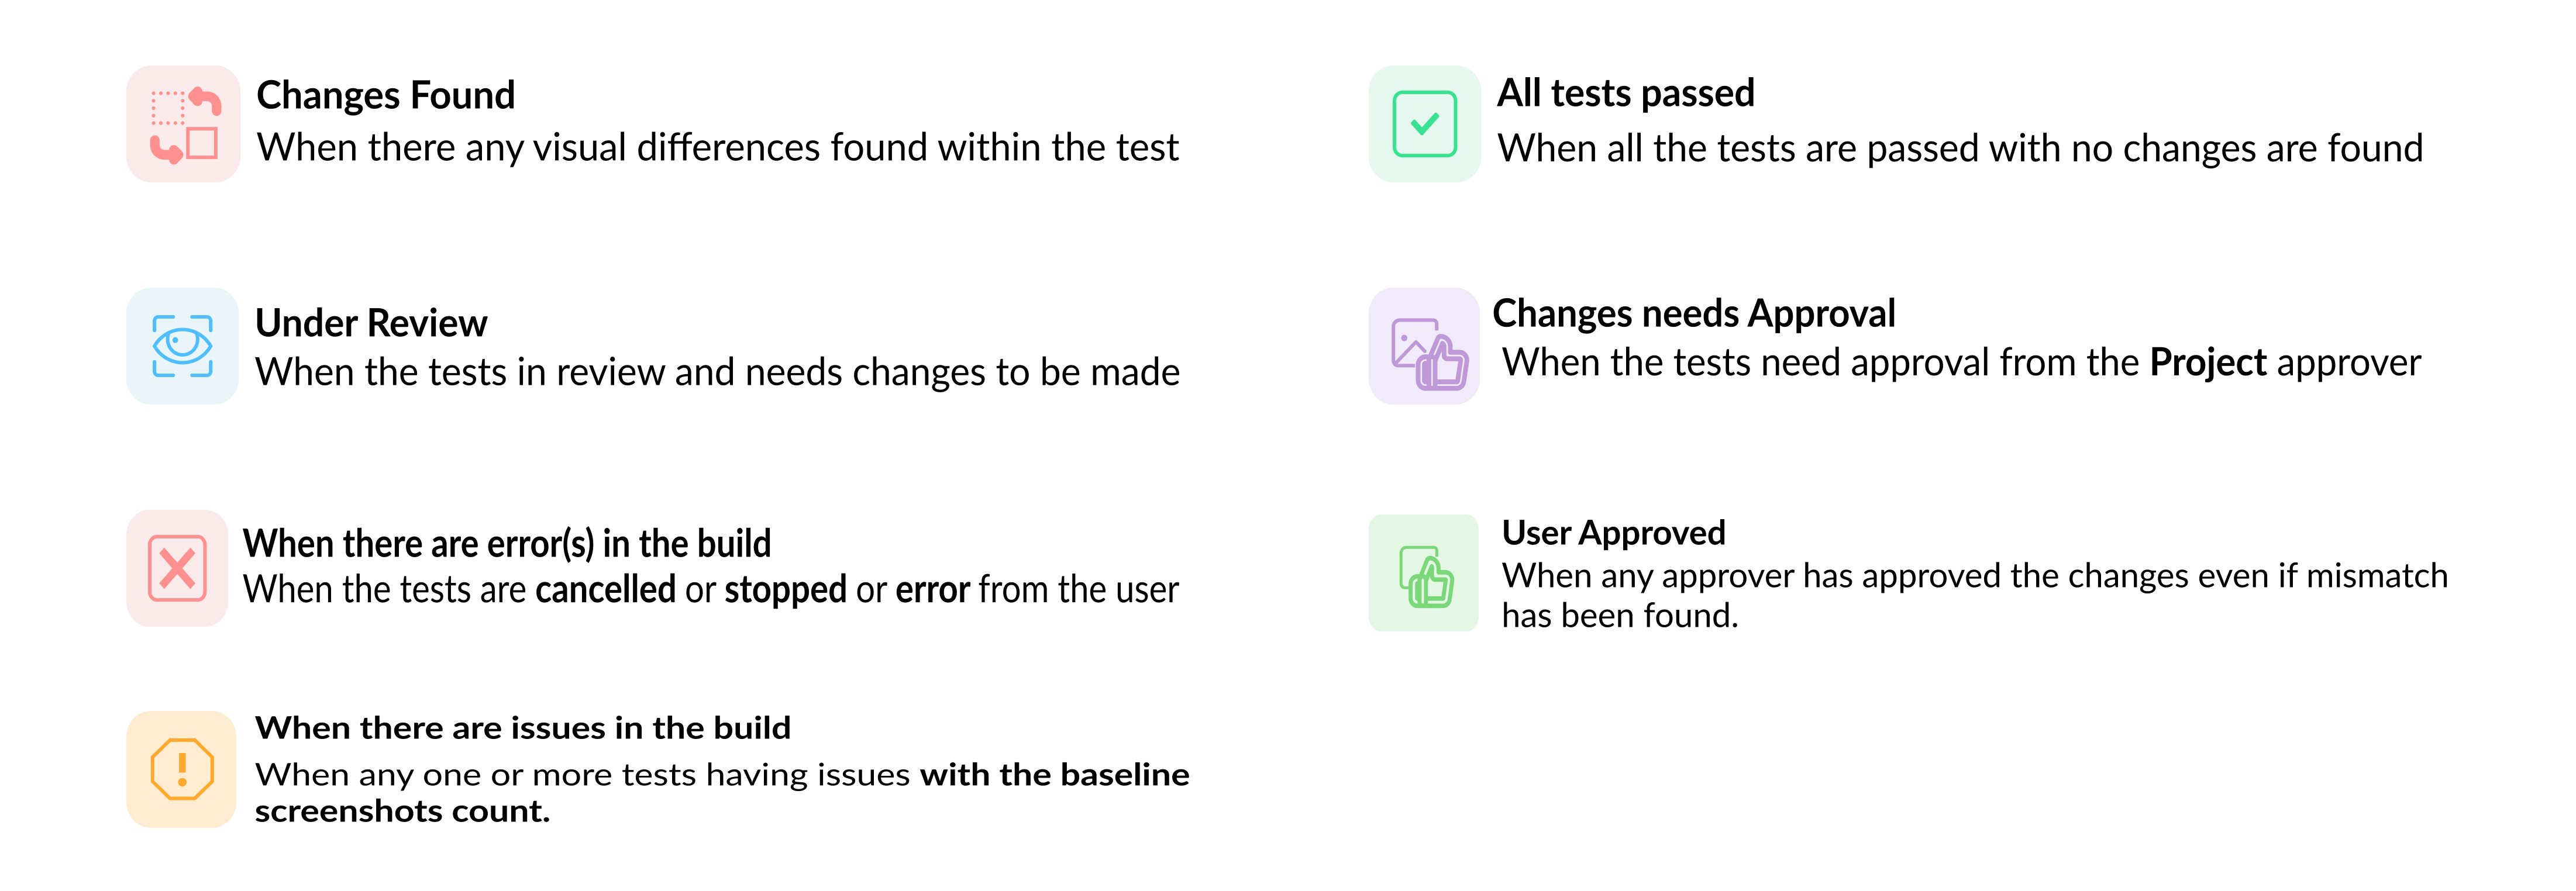 Changes Found
When there any visual differences found within the test
All tests passed
When all the tests are passed with no changes are found
Under Review
When the tests in review and needs changes to be made
Changes needs Approval
When the tests need approval from the Project approver
When there are error(s) in the build
When the tests are cancelled or stopped or error from the user
User Approved
When any approver has approved the changes even if mismatch
has been found.
When there are issues in the build
When any one or more tests having issues with the baseline
screenshots count.